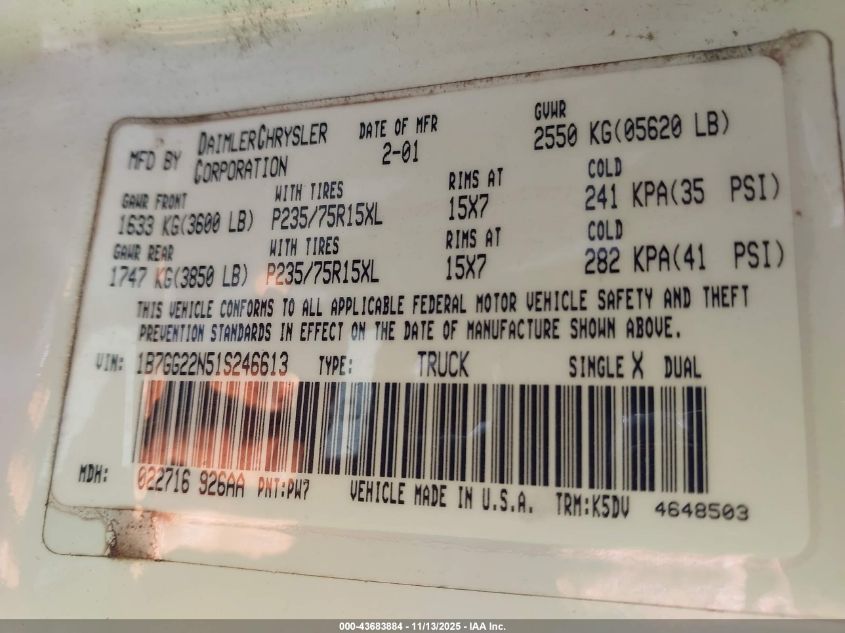 MFD BY DAIMLERCHRYSLER CORPORATION DATE OF MFR 2-01 GVWR 2550 KG(05620 LB)
GAWR FRONT WITH TIRES RIMS AT COLD
1633 KG(3600 LB) P235/75R15XL 15X7 241 KPA(35 PSI)
GAWR REAR WITH TIRES RIMS AT COLD
1747 KG(3850 LB) P235/75R15XL 15X7 282 KPA(41 PSI)
THIS VEHICLE CONFORMS TO ALL APPLICABLE FEDERAL MOTOR VEHICLE SAFETY AND THEFT
PREVENTION STANDARDS IN EFFECT ON THE DATE OF MANUFACTURE SHOWN ABOVE.
VIN: 1B7GG22N51S246613 TYPE: TRUCK SINGLE X DUAL
MDH: 022716 926AA PNT:PW7 VEHICLE MADE IN U.S.A. TRM:K5DV 4648503
000-43683884 - 11/13/2025 - IAA Inc.